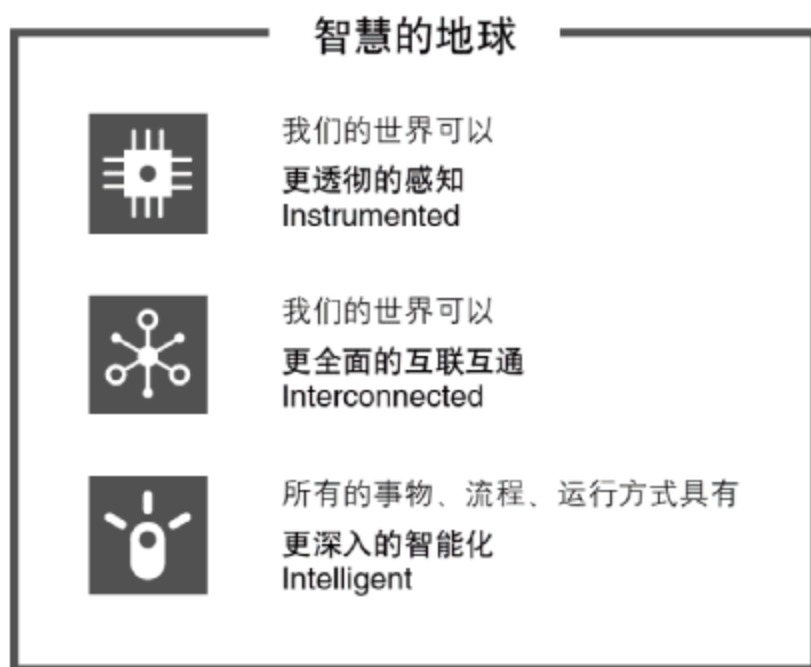 智慧的地球
我们的世界可以
更透彻的感知
Instrumented
我们的世界可以
更全面的互联互通
Interconnected
所有的事物、流程、运行方式具有
更深入的智能化
Intelligent